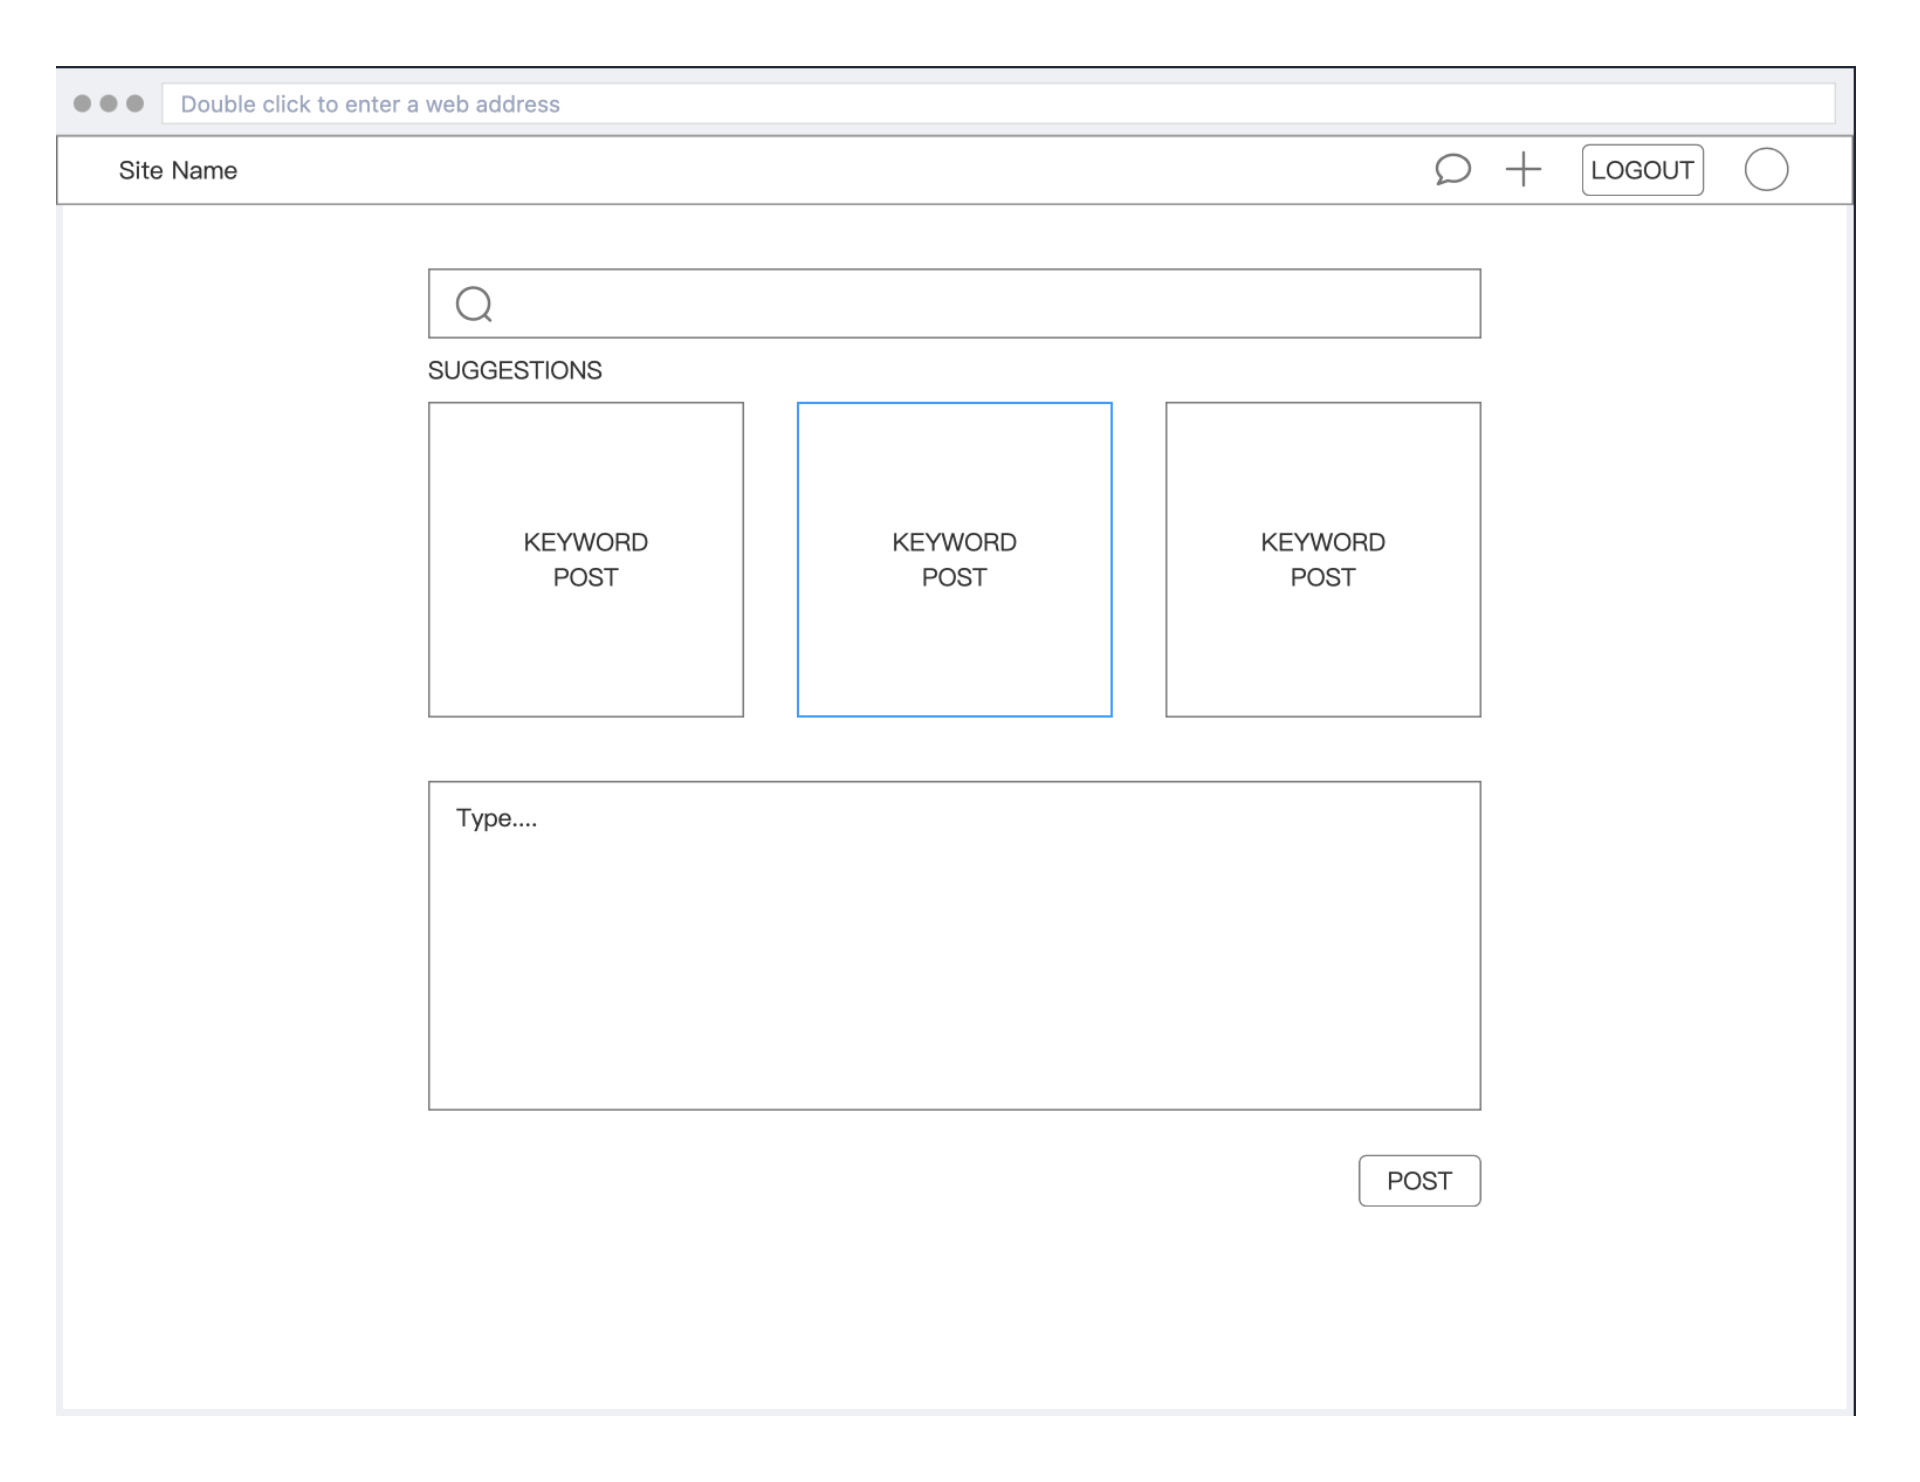 Double click to enter a web address
Site Name
LOGOUT
SUGGESTIONS
KEYWORD
POST
KEYWORD
POST
KEYWORD
POST
Type....
POST